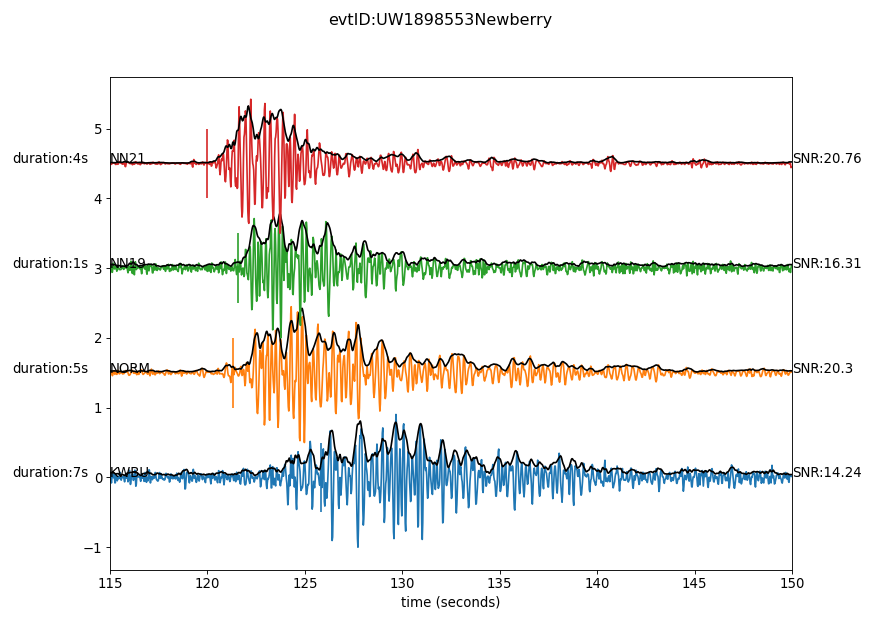 evtID:UW1898553Newberry
5
duration:4s NN21 SNR:20.76
4
duration:1s NN19 SNR:16.31
3
2
duration:5s NORM SNR:20.3
1
duration:7s KWBU SNR:14.24
0
−1
115 120 125 130 135 140 145 150
time (seconds)